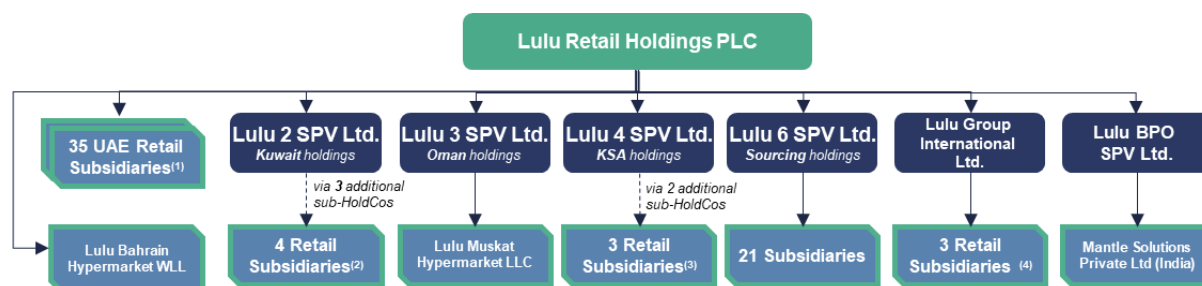 Lulu Retail Holdings PLC
35 UAE Retail
Subsidiaries(1)
Lulu 2 SPV Ltd.
Kuwait holdings
Lulu 3 SPV Ltd.
Oman holdings
Lulu 4 SPV Ltd.
KSA holdings
Lulu 6 SPV Ltd.
Sourcing holdings
Lulu Group
International
Ltd.
Lulu BPO
SPV Ltd.
via 3 additional
sub-HoldCos
via 2 additional
sub-HoldCos
Lulu Bahrain
Hypermarket WLL
4 Retail
Subsidiaries(2)
Lulu Muskat
Hypermarket LLC
3 Retail
Subsidiaries(3)
21 Subsidiaries
3 Retail
Subsidiaries (4)
Mantle Solutions
Private Ltd (India)